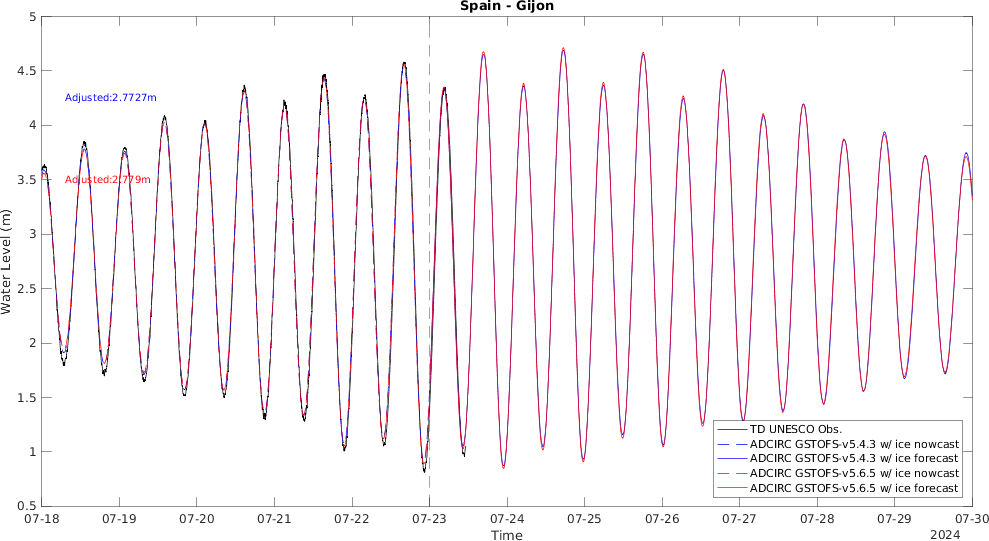 Spain - Gijon
5
4.5
4
3.5
3
2.5
2
1.5
1
0.5
Water Level (m)
Adjusted:2.7727m
Adjusted:2.779m
TD UNESCO Obs.
ADCIRC GSTOFS-v5.4.3 w/ ice nowcast
ADCIRC GSTOFS-v5.4.3 w/ ice forecast
ADCIRC GSTOFS-v5.6.5 w/ ice nowcast
ADCIRC GSTOFS-v5.6.5 w/ ice forecast
07-18 07-19 07-20 07-21 07-22 07-23 07-24 07-25 07-26 07-27 07-28 07-29 07-30
Time
2024